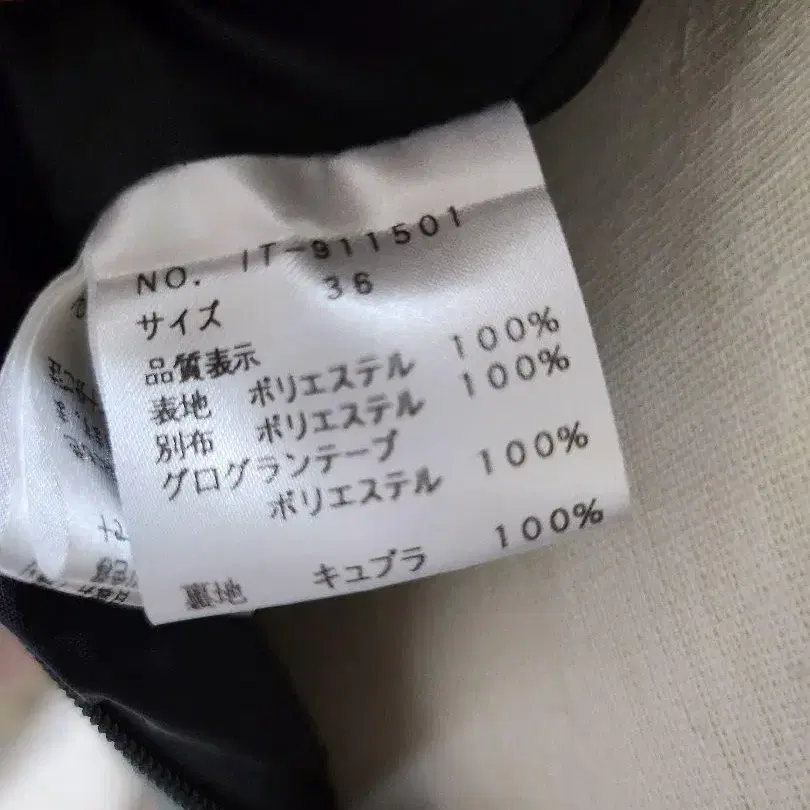 NO. IT-911501
サイズ 36
品質表示
表地 ポリエステル 100%
別布 ポリエステル 100%
グログランテープ
ポリエステル 100%
裏地 キュプラ 100%